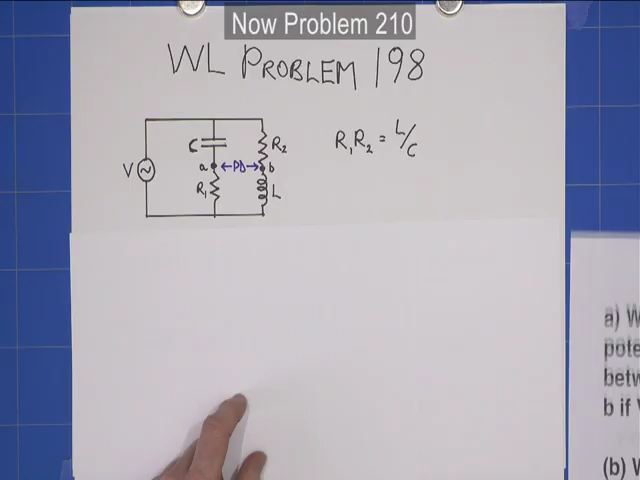 Now Problem 210
WL PROBLEM 198
C
R₂
R₁R₂ = L/C
V
a
PD
b
R₁
L
a) W
pote
betw
b if V
(b) W